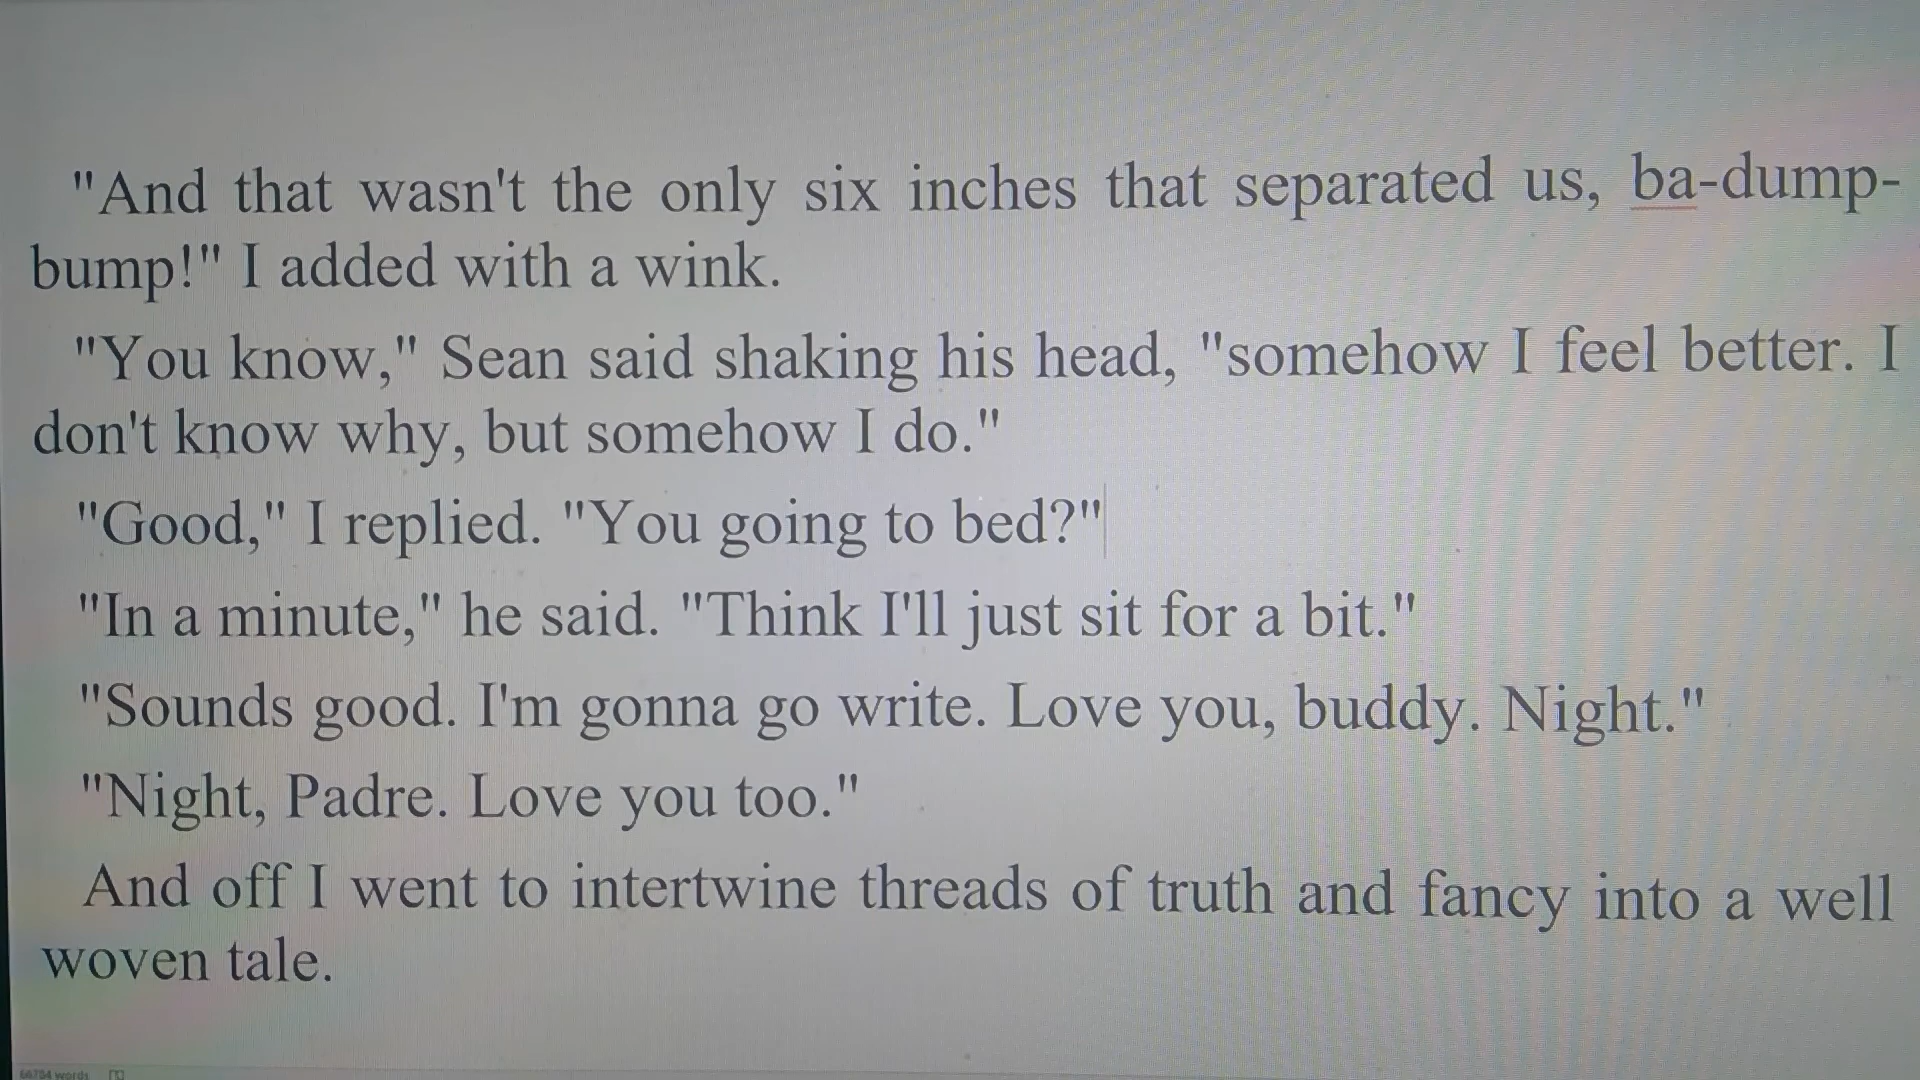 "And that wasn't the only six inches that separated us, ba-dump-
bump!" I added with a wink.
"You know," Sean said shaking his head, "somehow I feel better. I
don't know why, but somehow I do."
"Good," I replied. "You going to bed?"
"In a minute," he said. "Think I'll just sit for a bit."
"Sounds good. I'm gonna go write. Love you, buddy. Night."
"Night, Padre. Love you too."
And off I went to intertwine threads of truth and fancy into a well
woven tale.
words